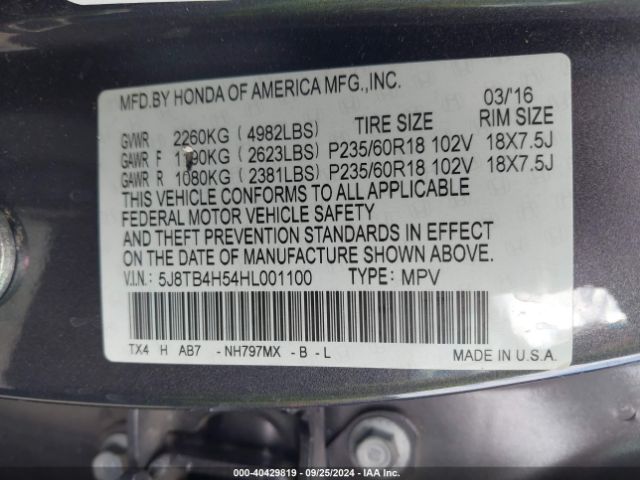 MFD.BY HONDA OF AMERICA MFG.,INC.
03/'16
TIRE SIZE RIM SIZE
GVWR 2260KG (4982LBS)
GAWR F 1190KG (2623LBS) P235/60R18 102V 18X7.5J
GAWR R 1080KG (2381LBS) P235/60R18 102V 18X7.5J
THIS VEHICLE CONFORMS TO ALL APPLICABLE
FEDERAL MOTOR VEHICLE SAFETY
AND THEFT PREVENTION STANDARDS IN EFFECT
ON THE DATE OF MANUFACTURE SHOWN ABOVE.
V.I.N.: 5J8TB4H54HL001100 TYPE: MPV
TX4 H AB7 -NH797MX -B -L
MADE IN U.S.A.
00 - 40429819 - 09/25/2024 - IAA Inc.